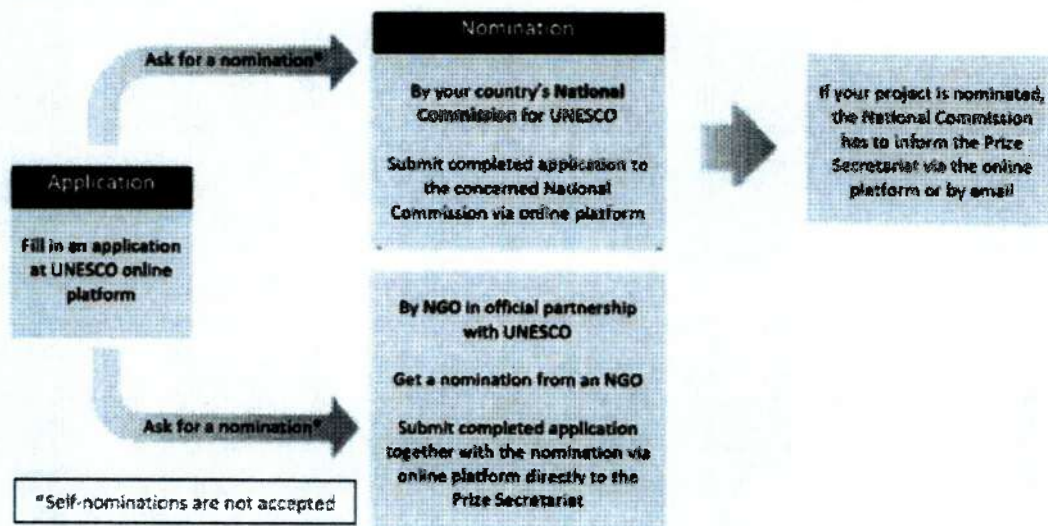 Application
Fill in an application
at UNESCO online
platform
Ask for a nomination*
Nomination
By your country's National
Commission for UNESCO
Submit completed application to
the concerned National
Commission via online platform
If your project is nominated,
the National Commission
has to inform the Prize
Secretariat via the online
platform or by email
Ask for a nomination*
By NGO in official partnership
with UNESCO
Get a nomination from an NGO
Submit completed application
together with the nomination via
online platform directly to the
Prize Secretariat
*Self-nominations are not accepted